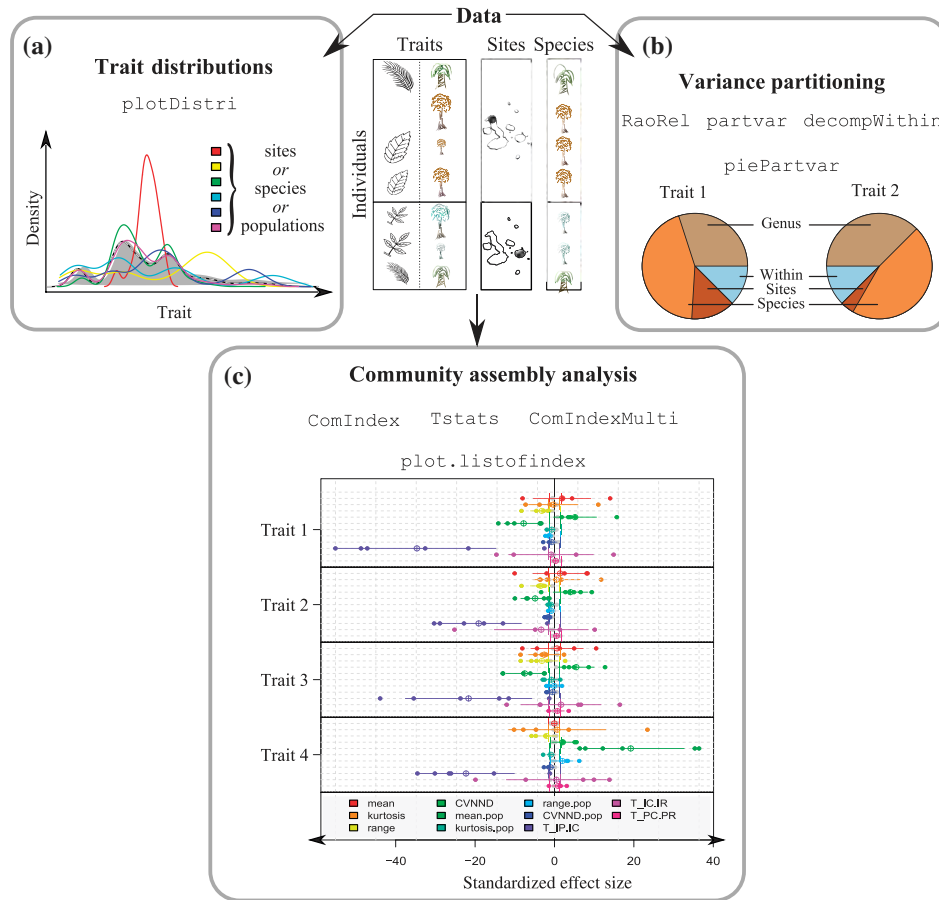 Data
(a)
Trait distributions
plotDistri
sites
or
species
or
populations
Density
Trait
Traits
Sites
Species
Individuals
(b)
Variance partitioning
RaoRel partvar decompWithin
piePartvar
Trait 1
Trait 2
Genus
Within
Sites
Species
(c)
Community assembly analysis
ComIndex Tstats ComIndexMulti
plot.listofindex
Trait 1
Trait 2
Trait 3
Trait 4
mean
kurtosis
range
CVNND
mean.pop
kurtosis.pop
range.pop
CVNND.pop
T_IP.IC
T_IC.IR
T_PC.PR
−40 −20 0 20 40
Standardized effect size